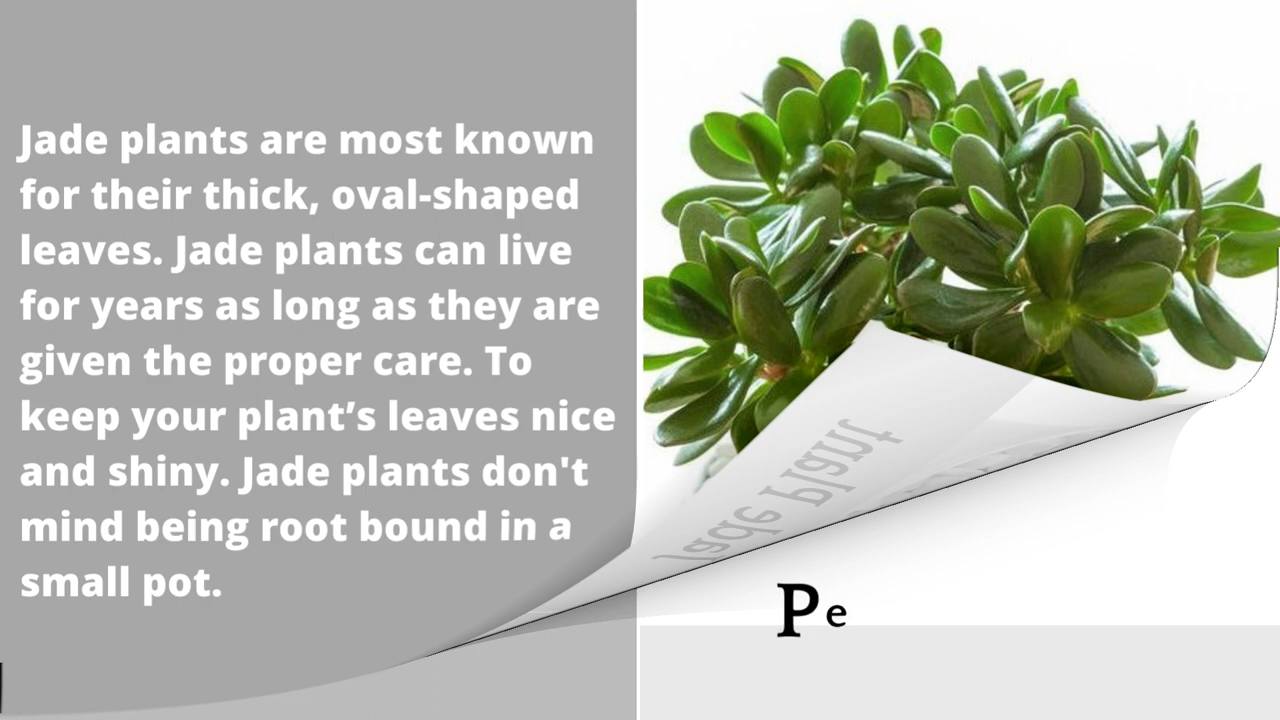 Jade plants are most known
for their thick, oval-shaped
leaves. Jade plants can live
for years as long as they are
given the proper care. To
keep your plant’s leaves nice
and shiny. Jade plants don't
mind being root bound in a
small pot.
Jade Plant
Pe